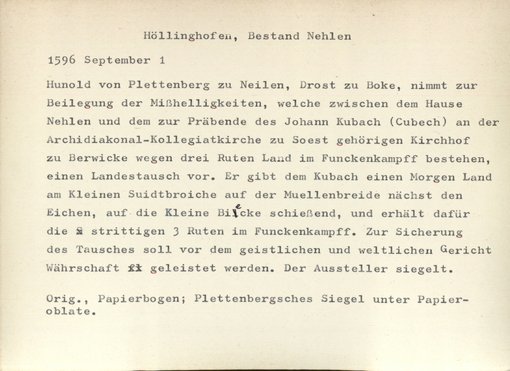 Höllinghofen, Bestand Nehlen
1596 September 1
Hunold von Plettenberg zu Neilen, Drost zu Boke, nimmt zur
Beilegung der Mißhelligkeiten, welche zwischen dem Hause
Nehlen und dem zur Präbende des Johann Kubach (Cubech) an der
Archidiakonal-Kollegiatkirche zu Soest gehörigen Kirchhof
zu Berwicke wegen drei Ruten Land im Funckenkampff bestehen,
einen Landestausch vor. Er gibt dem Kubach einen Morgen Land
am Kleinen Suidtbroiche auf der Muellenbreide nächst den
Eichen, auf die Kleine Biecke schießend, und erhält dafür
die strittigen 3 Ruten im Funckenkampff. Zur Sicherung
des Tausches soll vor dem geistlichen und weltlichen Gericht
Währschaft geleistet werden. Der Aussteller siegelt.
Orig., Papierbogen; Plettenbergsches Siegel unter Papier-
oblate.